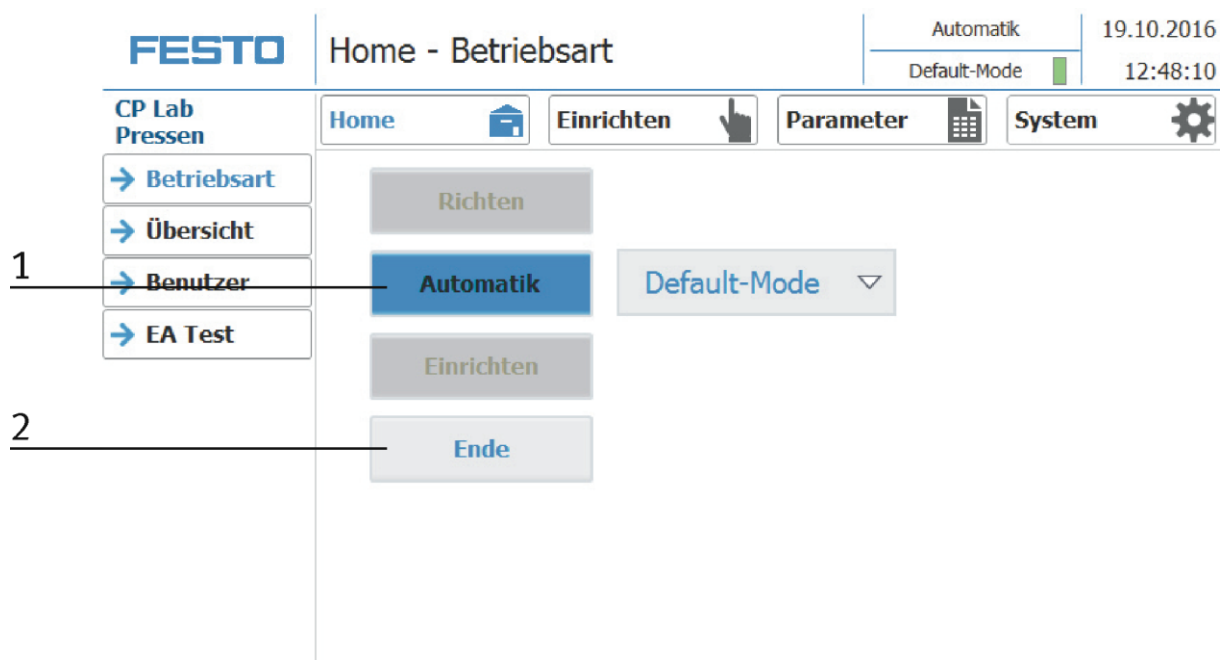 FESTO
Home - Betriebsart
Automatik
Default-Mode
19.10.2016
12:48:10
CP Lab
Pressen
Home
Einrichten
Parameter
System
Betriebsart
Übersicht
Benutzer
EA Test
Richten
1
Automatik
Default-Mode
Einrichten
2
Ende